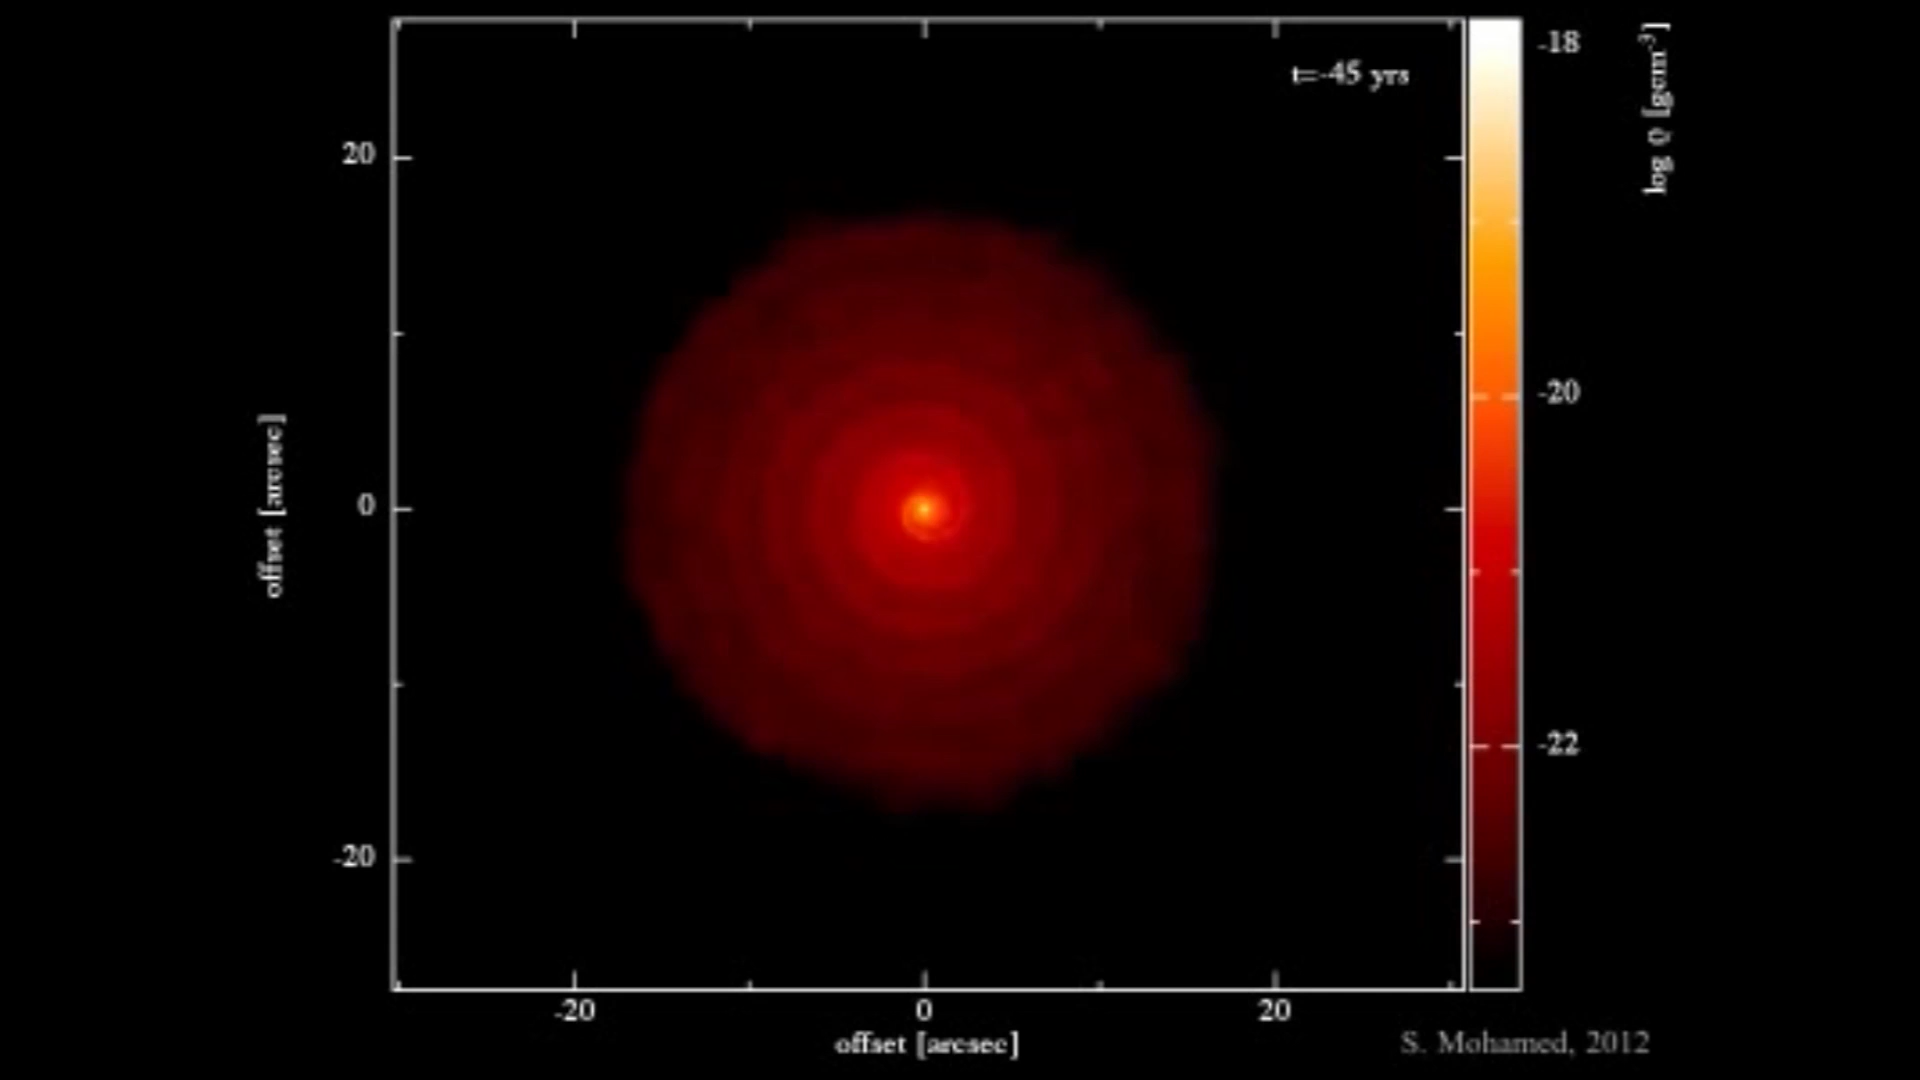 t=-45 yrs
-18
log ρ [gcm-3]
20
-20
0
-22
offset [arcsec]
-20
-20
0
20
offset [arcsec]
S. Mohamed, 2012